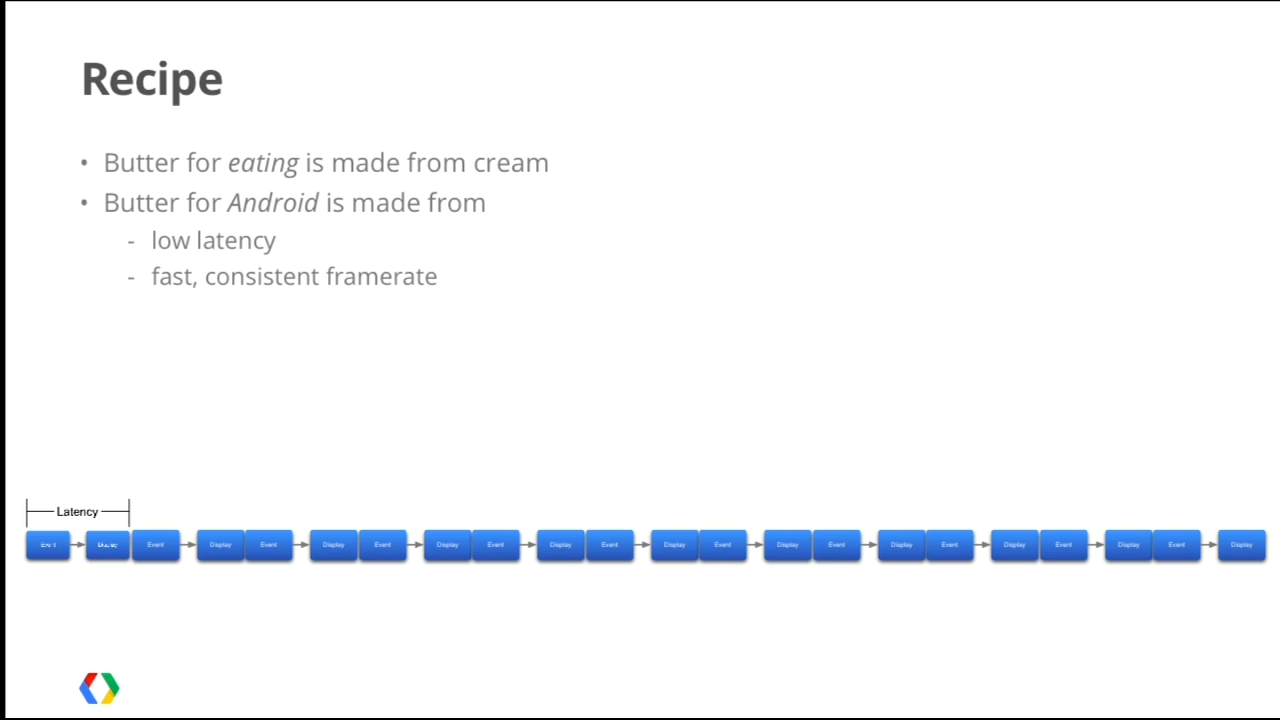 Recipe
• Butter for eating is made from cream
• Butter for Android is made from
- low latency
- fast, consistent framerate
Latency
Event Display Event Display Event Display Event Display Event Display Event Display Event Display Event Display Event Display Event Display Event Display